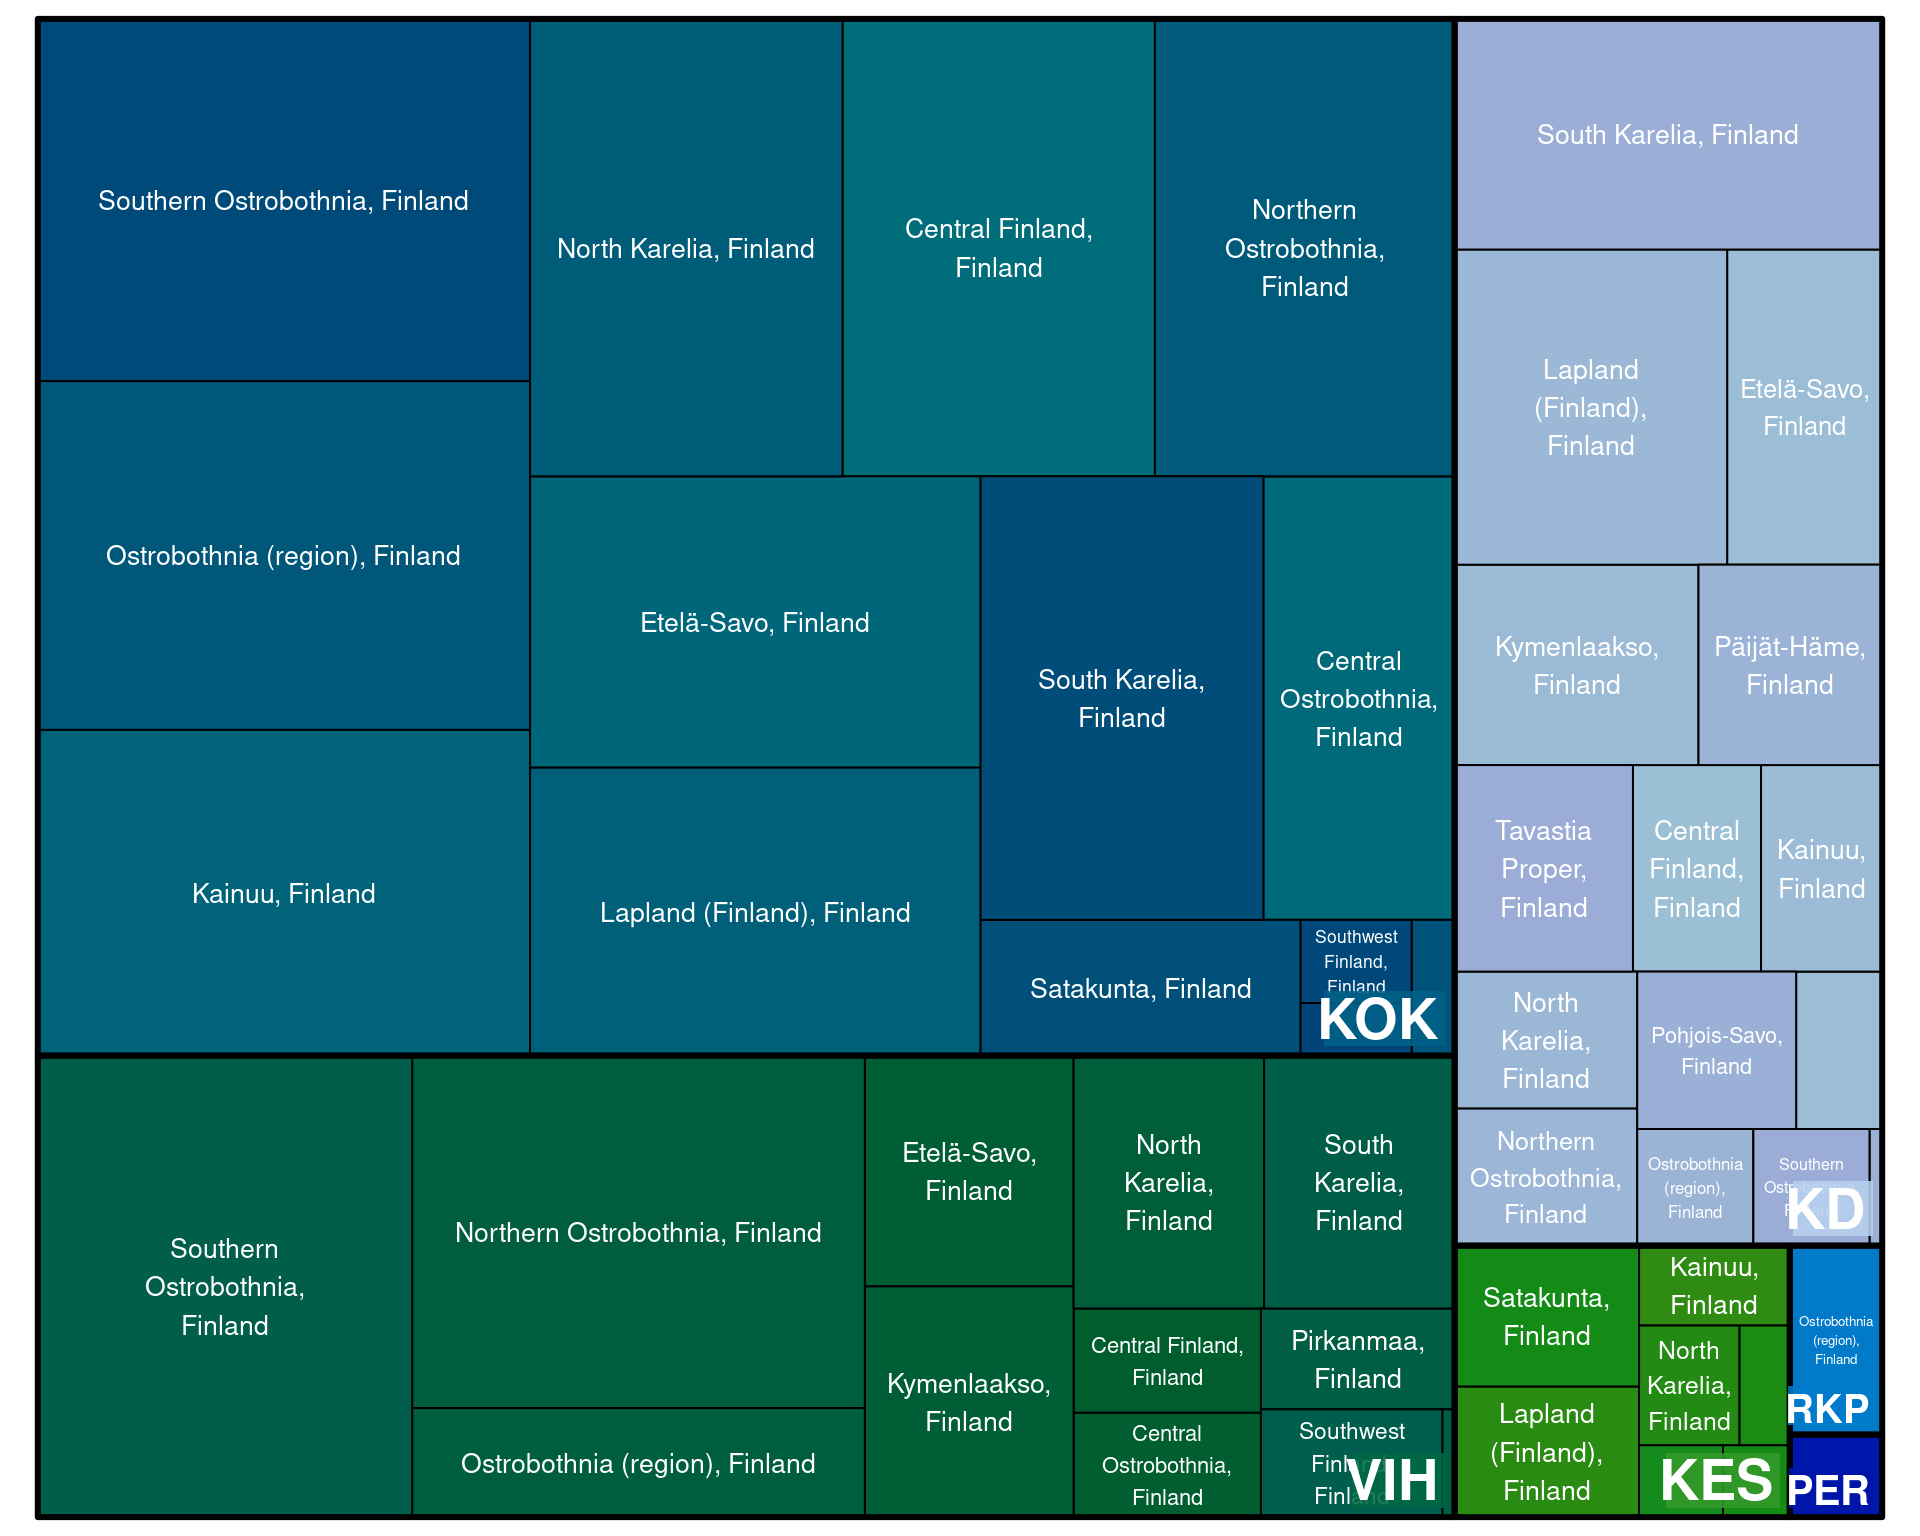 Southern Ostrobothnia, Finland
North Karelia, Finland
Central Finland,
Finland
Northern
Ostrobothnia,
Finland
Ostrobothnia (region), Finland
Etelä-Savo, Finland
South Karelia,
Finland
Central
Ostrobothnia,
Finland
Kainuu, Finland
Lapland (Finland), Finland
Satakunta, Finland
Southwest
Finland,
Finland
KOK
South Karelia, Finland
Lapland
(Finland),
Finland
Etelä-Savo,
Finland
Kymenlaakso,
Finland
Päijät-Häme,
Finland
Tavastia
Proper,
Finland
Central
Finland,
Finland
Kainuu,
Finland
North
Karelia,
Finland
Pohjois-Savo,
Finland
Northern
Ostrobothnia,
Finland
Ostrobothnia
(region),
Finland
Southern
KD
Southern
Ostrobothnia,
Finland
Northern Ostrobothnia, Finland
Ostrobothnia (region), Finland
Etelä-Savo,
Finland
Kymenlaakso,
Finland
North
Karelia,
Finland
South
Karelia,
Finland
Central Finland,
Finland
Pirkanmaa,
Finland
Central
Ostrobothnia,
Finland
Southwest
Finland,
Finland
VIH
Satakunta,
Finland
Kainuu,
Finland
North
Karelia,
Finland
Lapland
(Finland),
Finland
KES
Ostrobothnia
(region),
Finland
RKP
PER